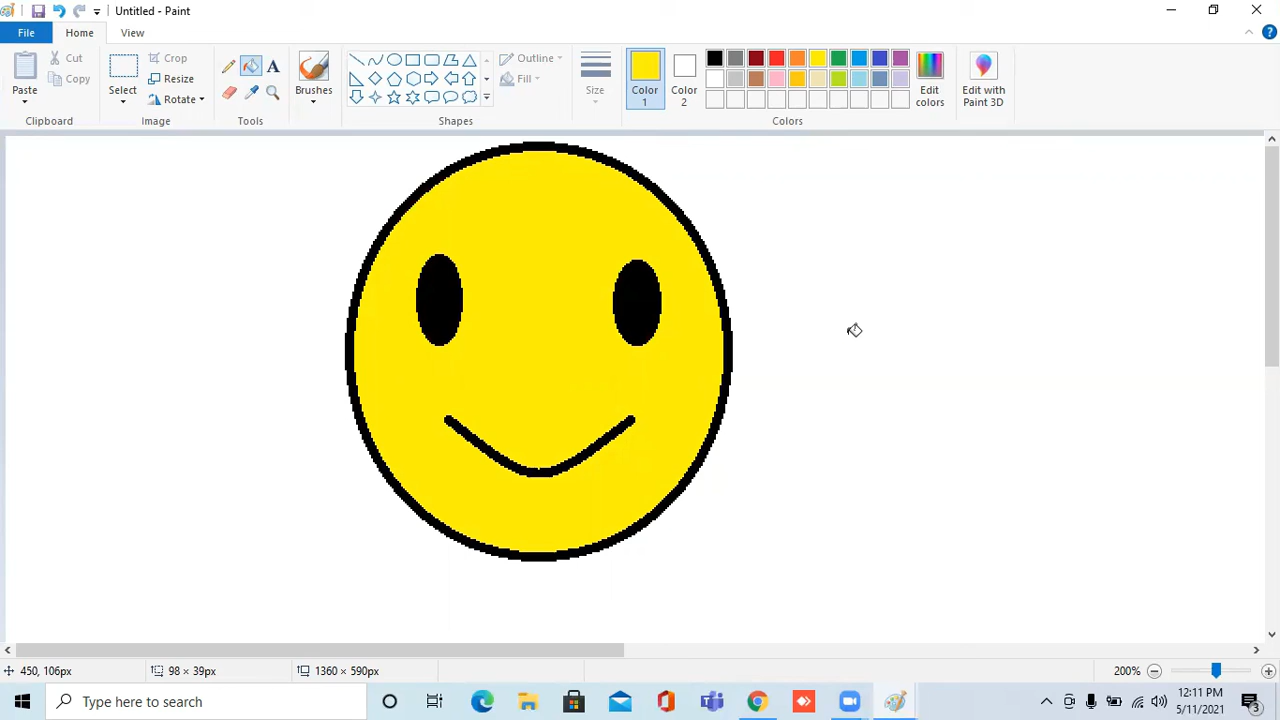 Untitled - Paint
File Home View
Paste
Cut
Copy
Clipboard
Select
Crop
Resize
Rotate
Image
A
Tools
Brushes
Shapes
Outline
Fill
Size
Color
1
Color
2
Colors
Edit
colors
Edit with
Paint 3D
450, 106px 98 × 39px 1360 × 590px 200%
Type here to search
12:11 PM
5/11/2021
3